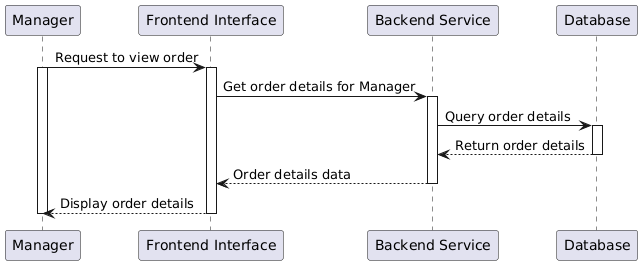 Manager
Frontend Interface
Backend Service
Database
Request to view order
Get order details for Manager
Query order details
Return order details
Order details data
Display order details
Manager
Frontend Interface
Backend Service
Database